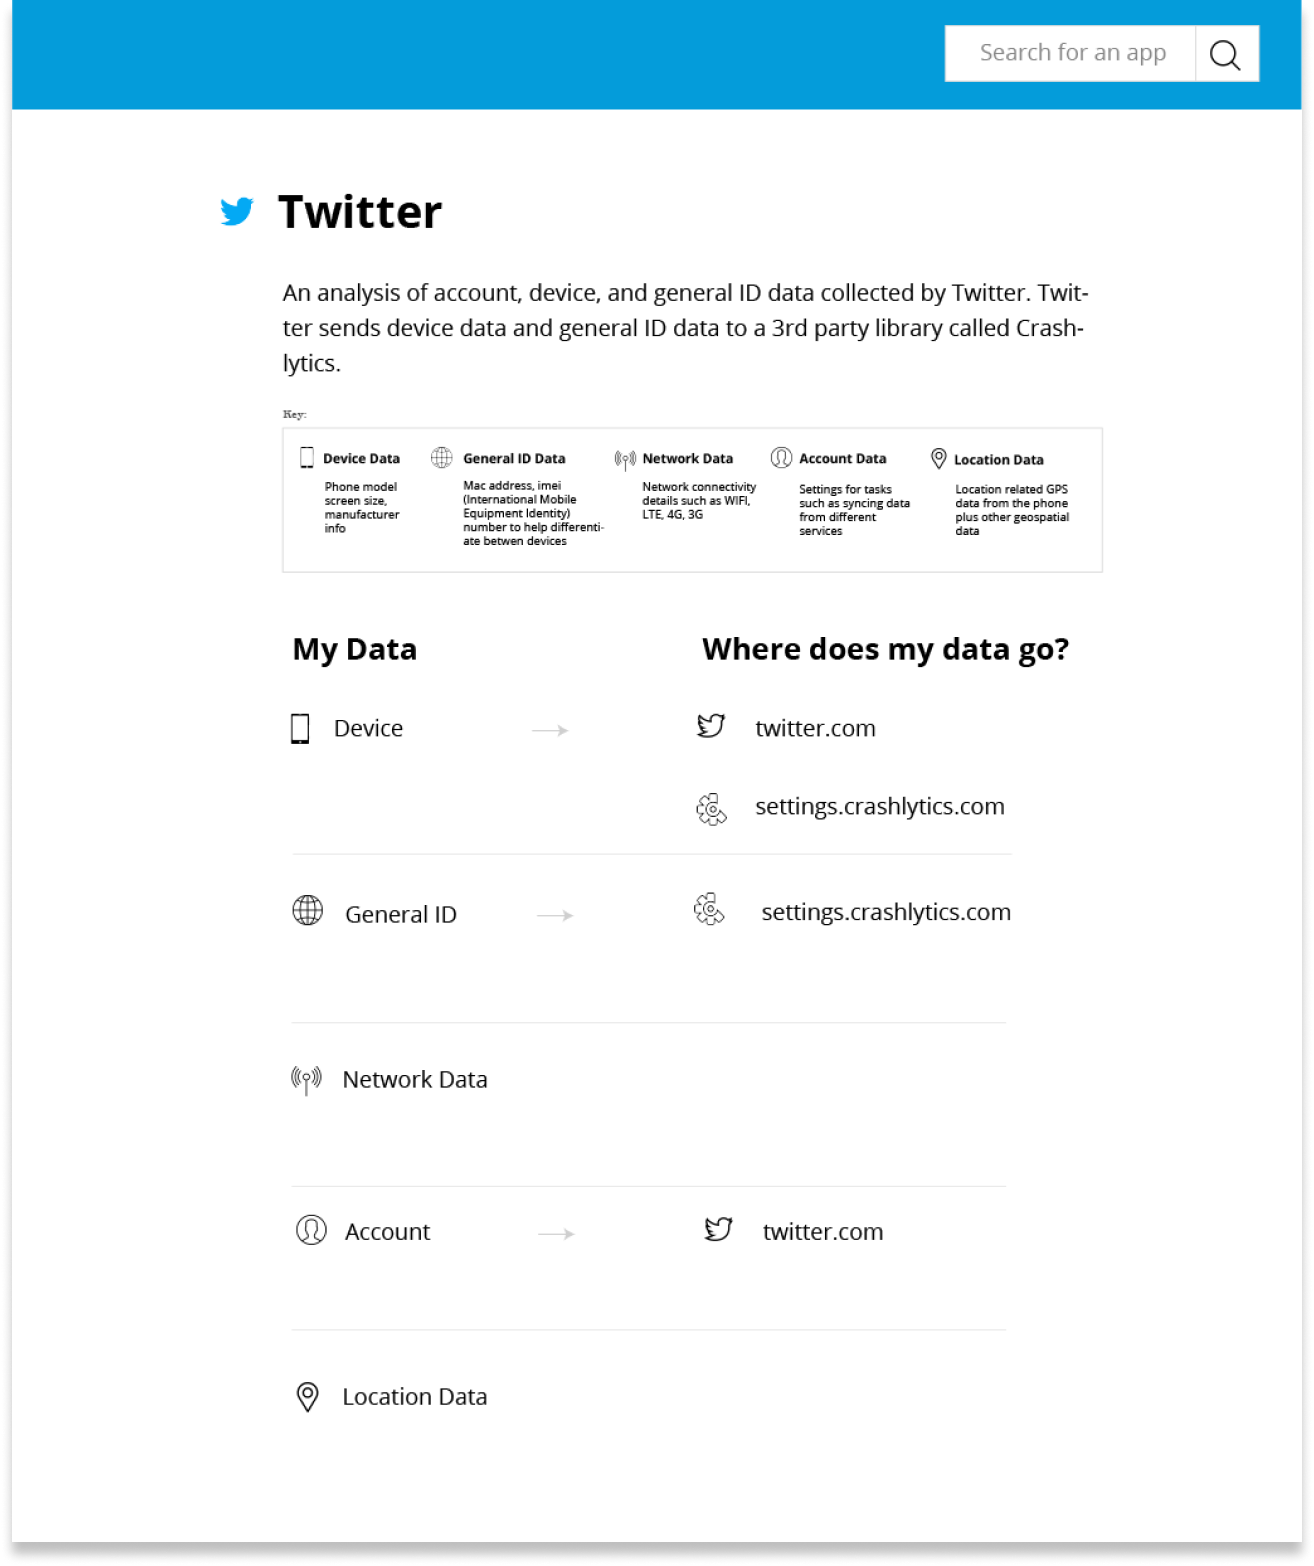 Search for an app
Twitter
An analysis of account, device, and general ID data collected by Twitter. Twit-
ter sends device data and general ID data to a 3rd party library called Crash-
lytics.
Key:
Device Data
Phone model
screen size,
manufacturer
info
General ID Data
Mac address, imei
(International Mobile
Equipment Identity)
number to help differenti-
ate betwen devices
Network Data
Network connectivity
details such as WIFI,
LTE, 4G, 3G
Account Data
Settings for tasks
such as syncing data
from different
services
Location Data
Location related GPS
data from the phone
plus other geospatial
data
My Data
Where does my data go?
Device
twitter.com
settings.crashlytics.com
General ID
settings.crashlytics.com
Network Data
Account
twitter.com
Location Data